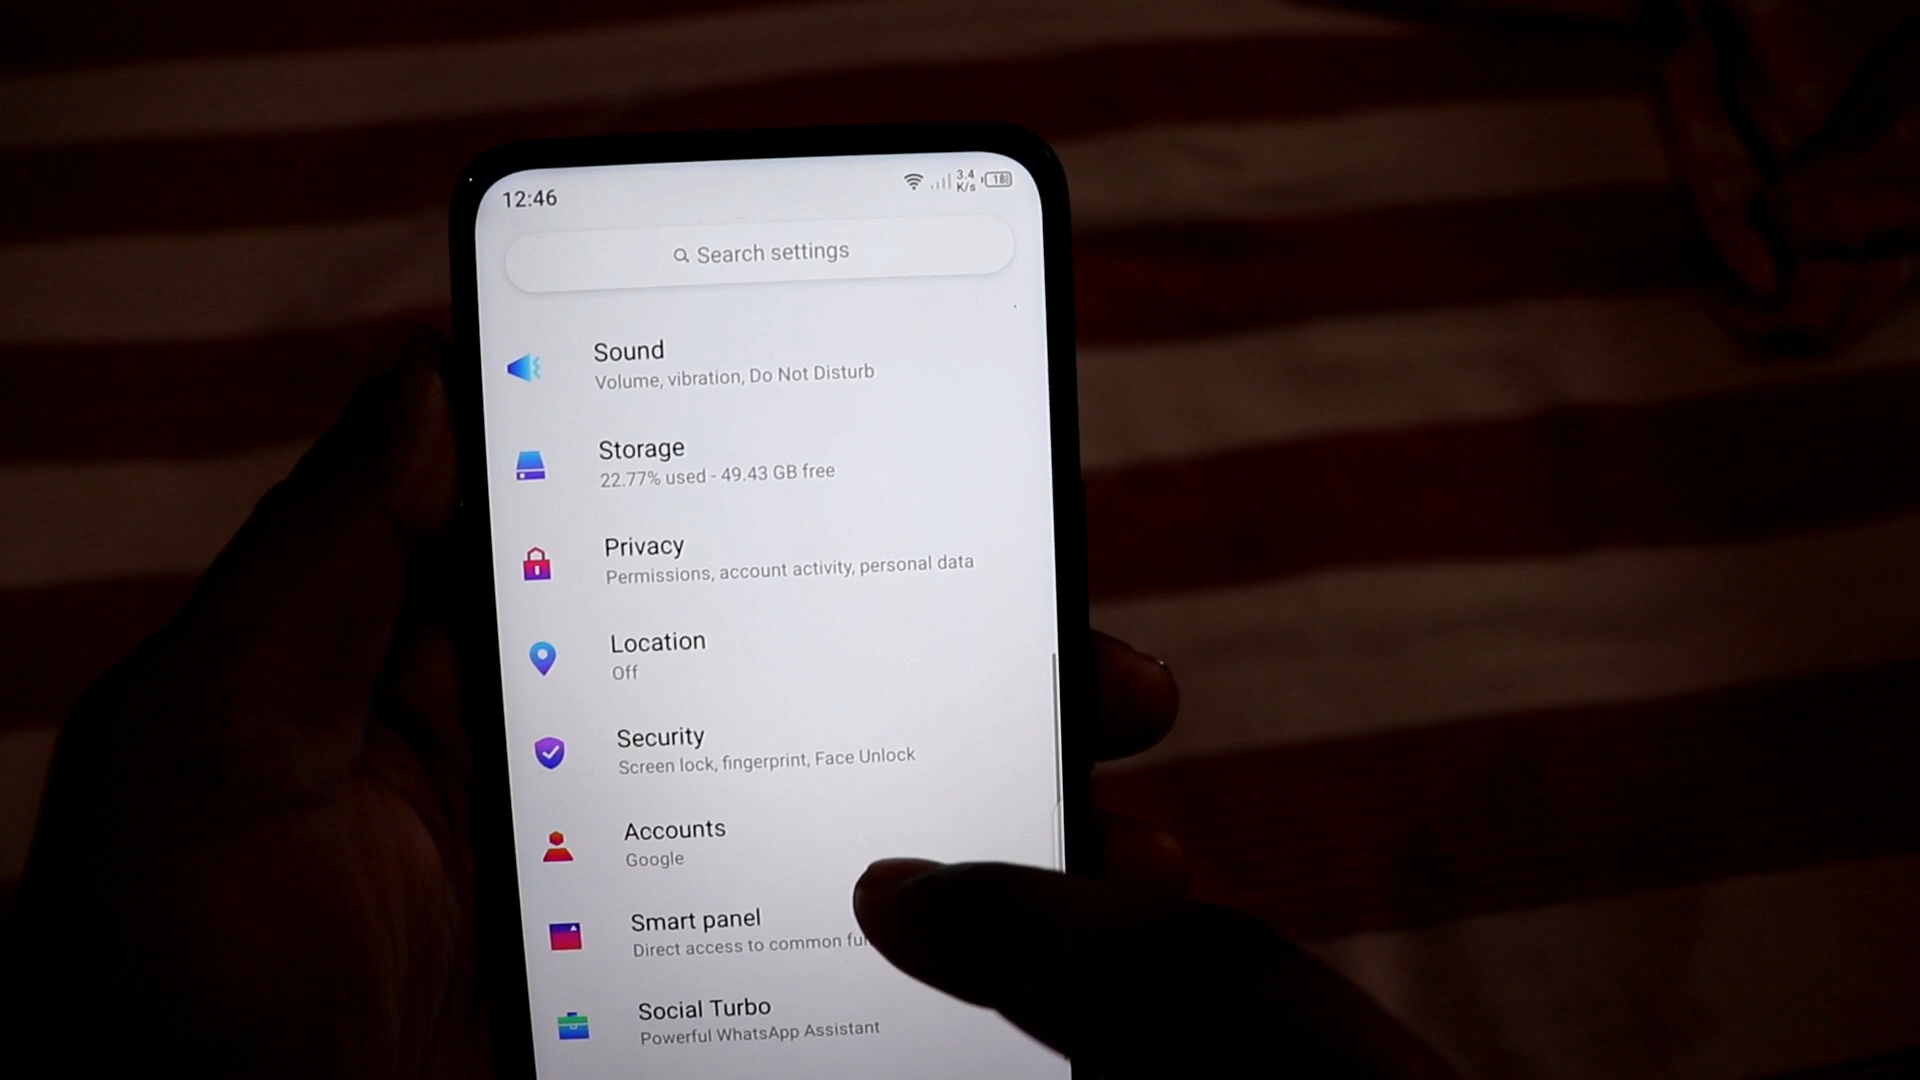 12:46
3.4
K/s
18
Search settings
Sound
Volume, vibration, Do Not Disturb
Storage
22.77% used - 49.43 GB free
Privacy
Permissions, account activity, personal data
Location
Off
Security
Screen lock, fingerprint, Face Unlock
Accounts
Google
Smart panel
Direct access to common
Social Turbo
Powerful WhatsApp Assistant